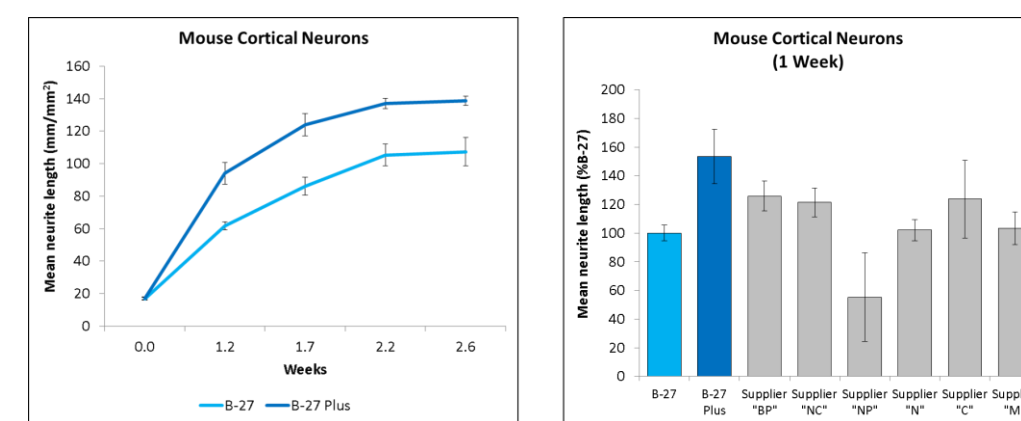 Mouse Cortical Neurons
Mean neurite length (mm/mm²)
160
140
120
100
80
60
40
20
0
0.0 1.2 1.7 2.2 2.6
Weeks
B-27 B-27 Plus
Mouse Cortical Neurons
(1 Week)
Mean neurite length (%B-27)
200
180
160
140
120
100
80
60
40
20
0
B-27 B-27 Supplier Supplier Supplier Supplier Supplier Suppl
Plus "BP" "NC" "NP" "N" "C" "M